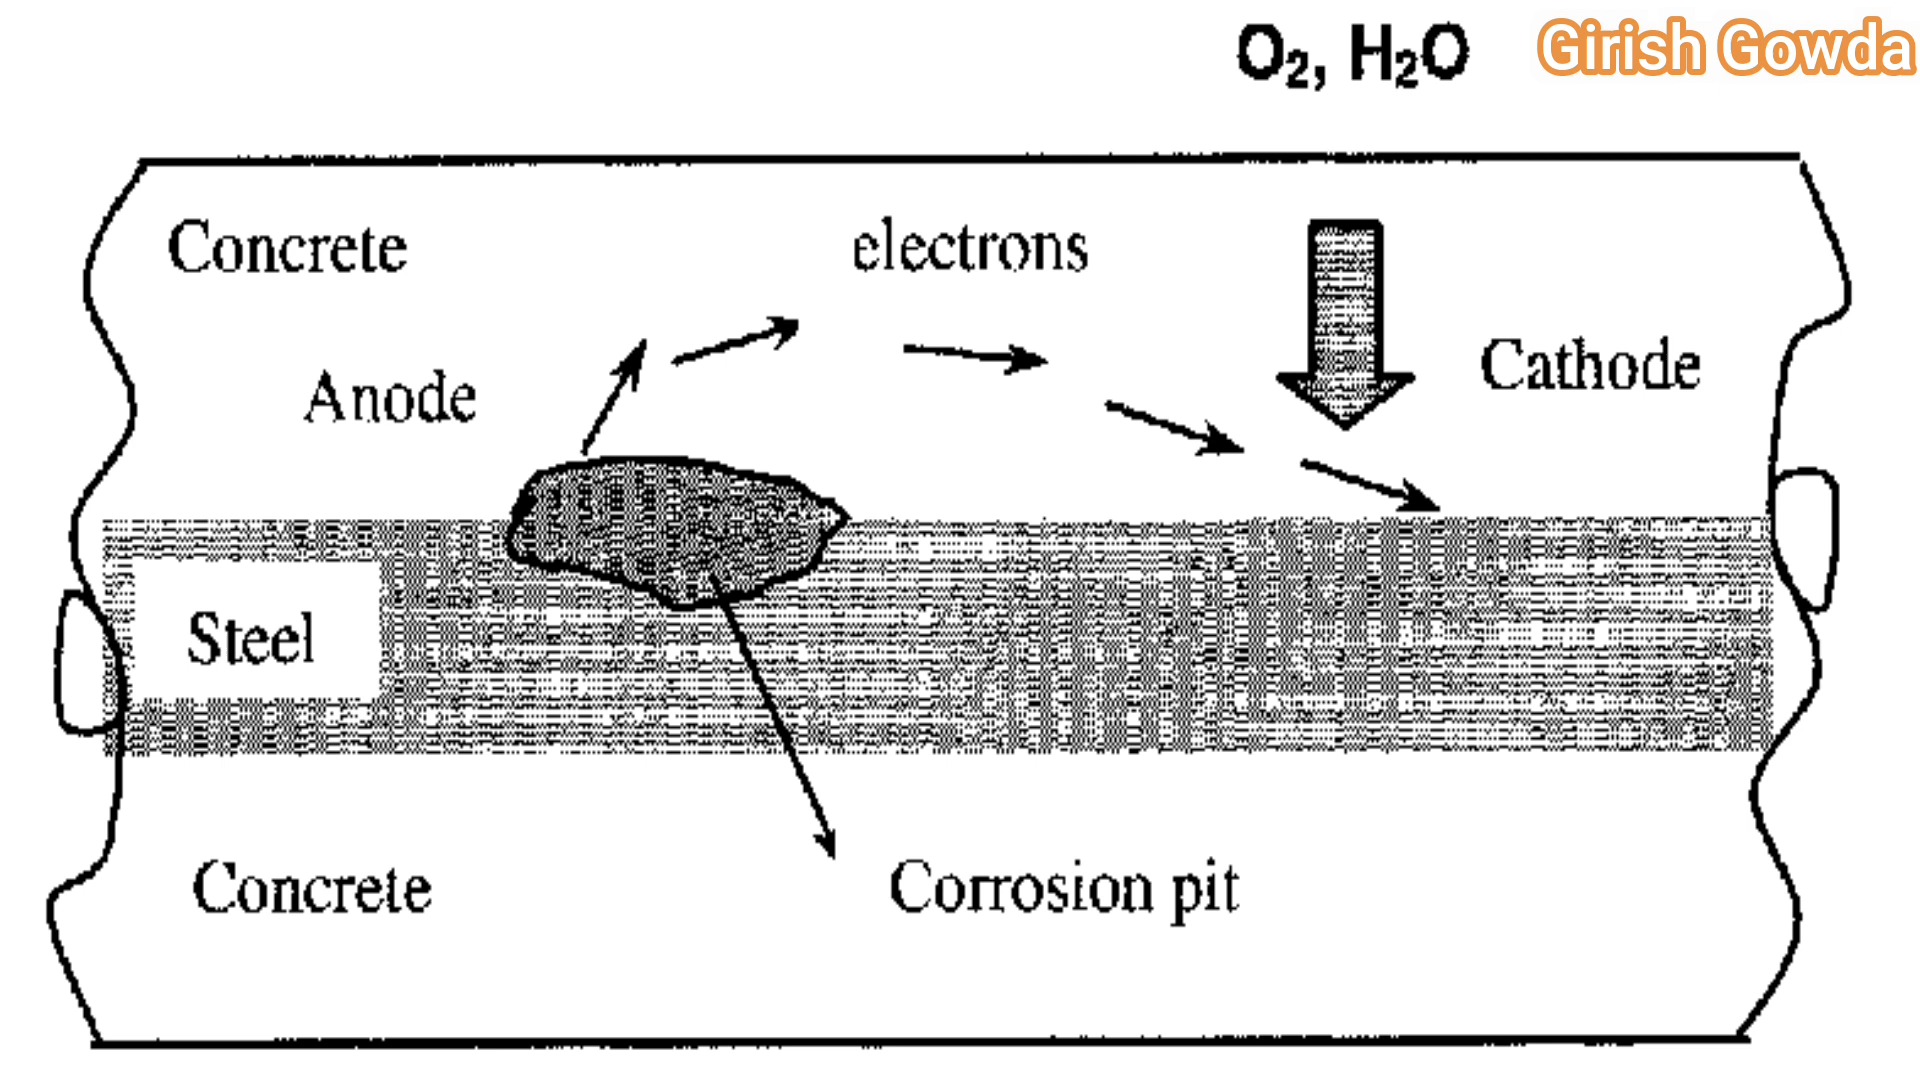 O₂, H₂O
Girish Gowda
Concrete
electrons
Anode
Cathode
Steel
Concrete
Corrosion pit